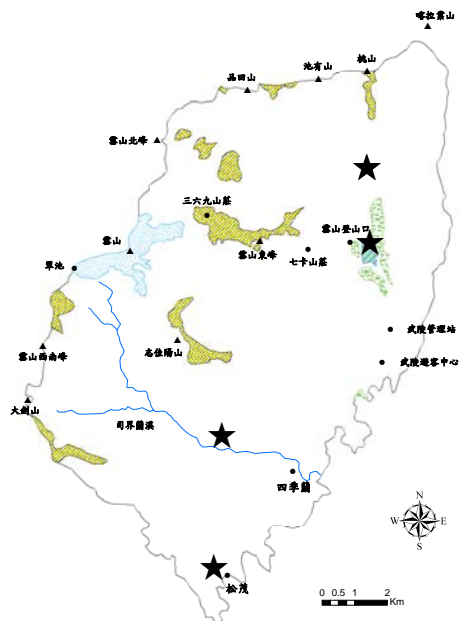 喀拉業山
桃山
池有山
品田山
雪山北峰
三六九山莊
雪山登山口
雪山
雪山東峰
七卡山莊
翠池
武陵管理站
雪山西南峰
志佳陽山
武陵遊客中心
大劍山
司界蘭溪
四季蘭
N
W E
S
松茂
0 0.5 1 2
Km